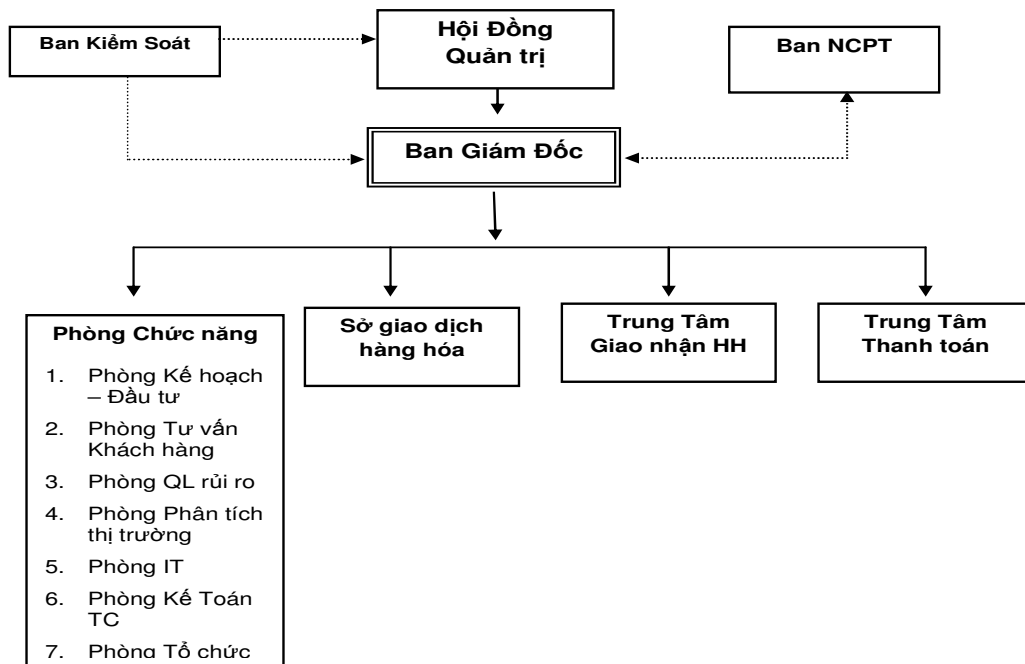 Ban Kiểm Soát
Hội Đồng
Quản trị
Ban NCPT
Ban Giám Đốc
Phòng Chức năng
1. Phòng Kế hoạch
– Đầu tư
2. Phòng Tư vấn
Khách hàng
3. Phòng QL rủi ro
4. Phòng Phân tích
thị trường
5. Phòng IT
6. Phòng Kế Toán
TC
7. Phòng Tổ chức
Sở giao dịch
hàng hóa
Trung Tâm
Giao nhận HH
Trung Tâm
Thanh toán